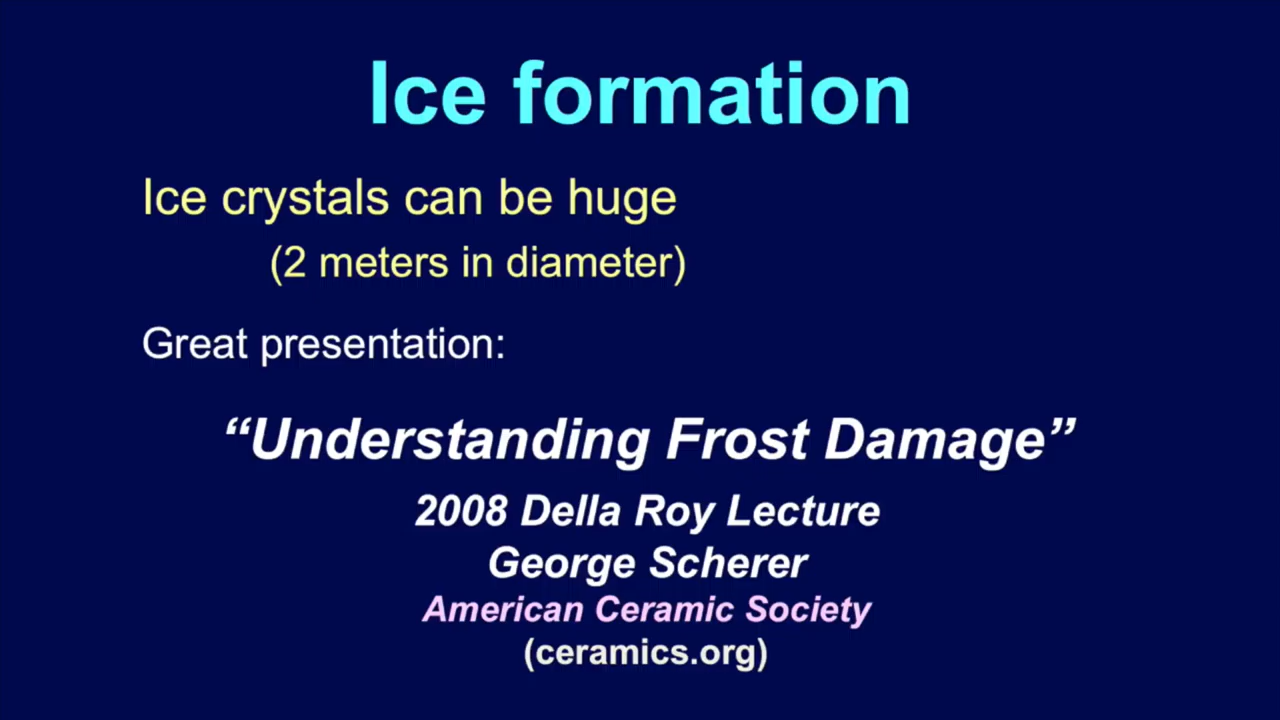 Ice formation
Ice crystals can be huge
(2 meters in diameter)
Great presentation:
“Understanding Frost Damage”
2008 Della Roy Lecture
George Scherer
American Ceramic Society
(ceramics.org)